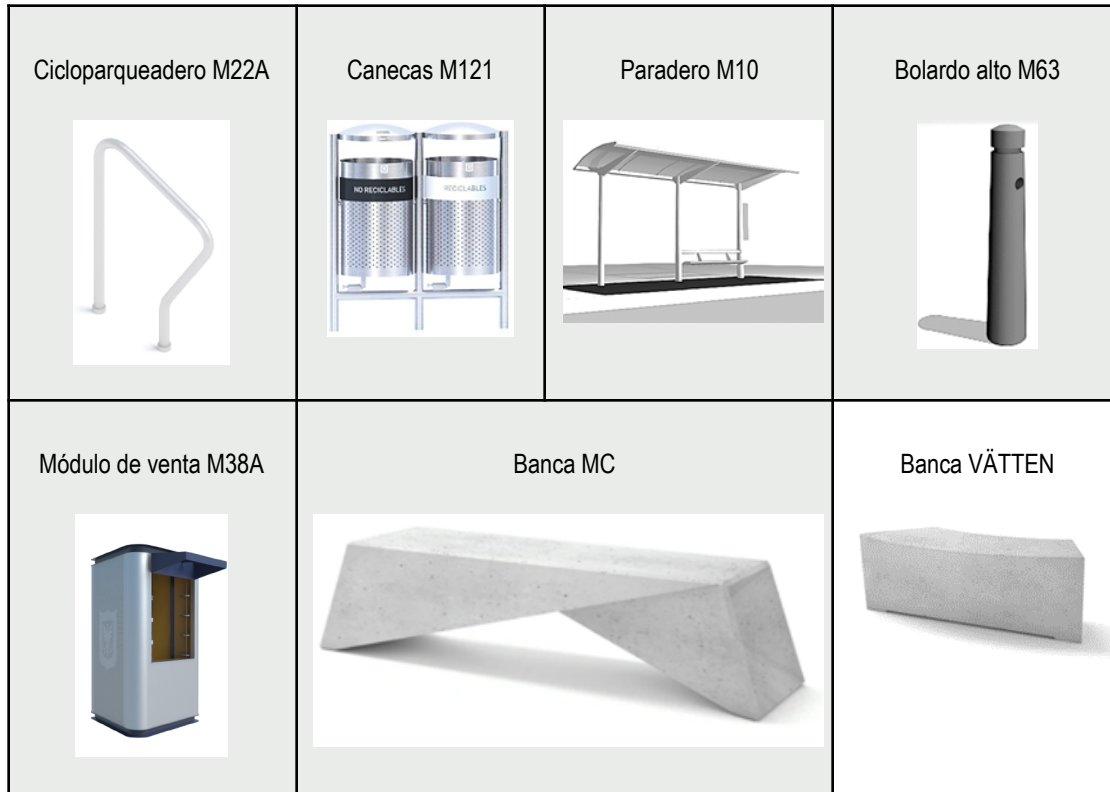 Cicloparqueadero M22A
Canecas M121
Paradero M10
Bolardo alto M63
NO RECICLABLES
RECICLABLES
Módulo de venta M38A
Banca MC
Banca VÄTTEN